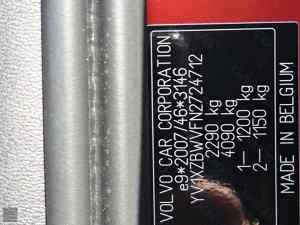 VOLVO CAR CORPORATION
e9*2007/46*3146
YV1XZBWVFN2724712
2290 kg
4090 kg
1— 1200 kg
2— 1150 kg
MADE IN BELGIUM